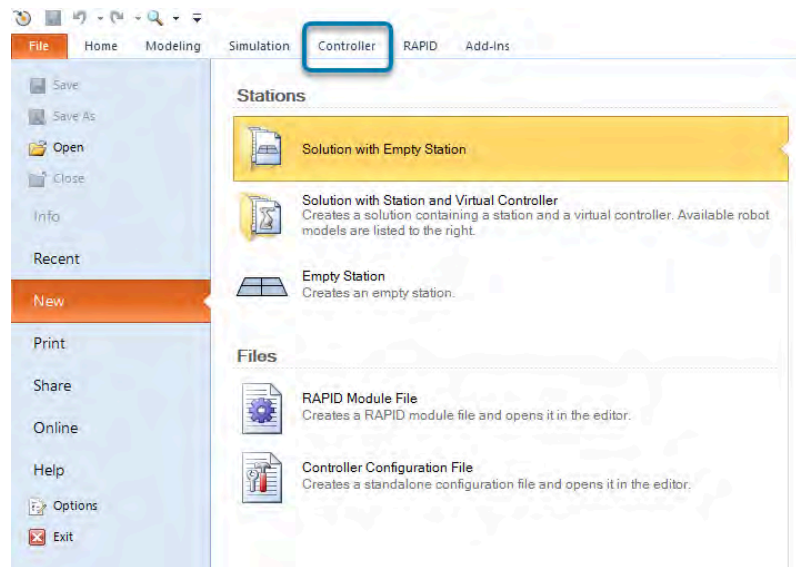 File Home Modeling Simulation Controller RAPID Add-Ins
Save
Save As
Open
Close
Info
Recent
New
Print
Share
Online
Help
Options
Exit
Stations
Solution with Empty Station
Solution with Station and Virtual Controller
Creates a solution containing a station and a virtual controller. Available robot
models are listed to the right.
Empty Station
Creates an empty station.
Files
RAPID Module File
Creates a RAPID module file and opens it in the editor.
Controller Configuration File
Creates a standalone configuration file and opens it in the editor.